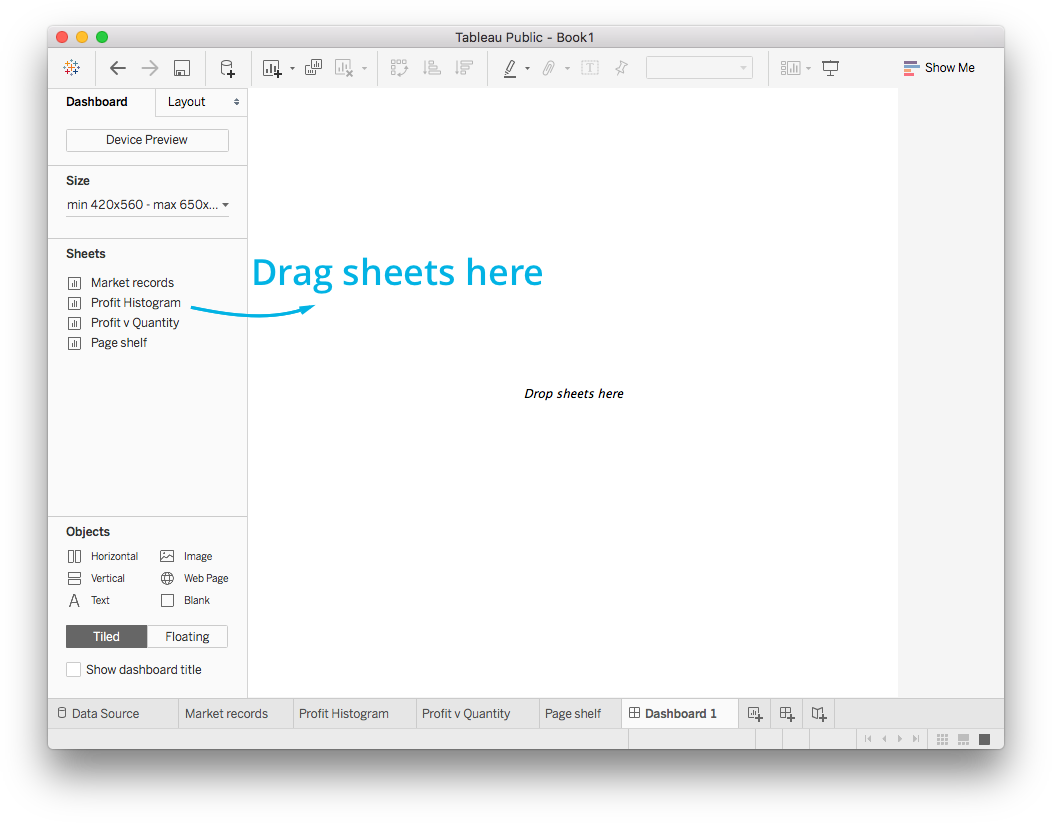 Tableau Public - Book1
Show Me
Dashboard Layout
Device Preview
Size
min 420x560 - max 650x...
Sheets
Market records
Profit Histogram
Profit v Quantity
Page shelf
Drag sheets here
Drop sheets here
Objects
Horizontal Image
Vertical Web Page
Text Blank
Tiled Floating
Show dashboard title
Data Source Market records Profit Histogram Profit v Quantity Page shelf Dashboard 1